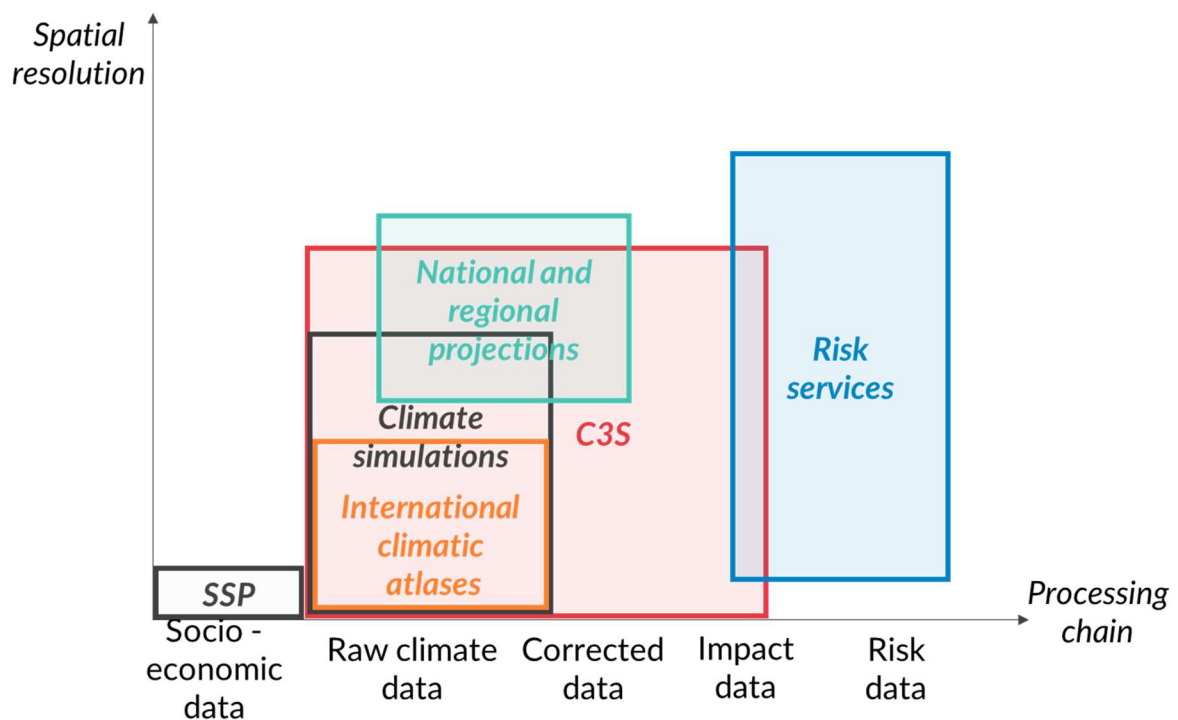 Spatial
resolution
National and
regional
projections
Risk
services
Climate
simulations
C3S
International
climatic
atlases
SSP
Processing
chain
Socio -
economic
data
Raw climate
data
Corrected
data
Impact
data
Risk
data